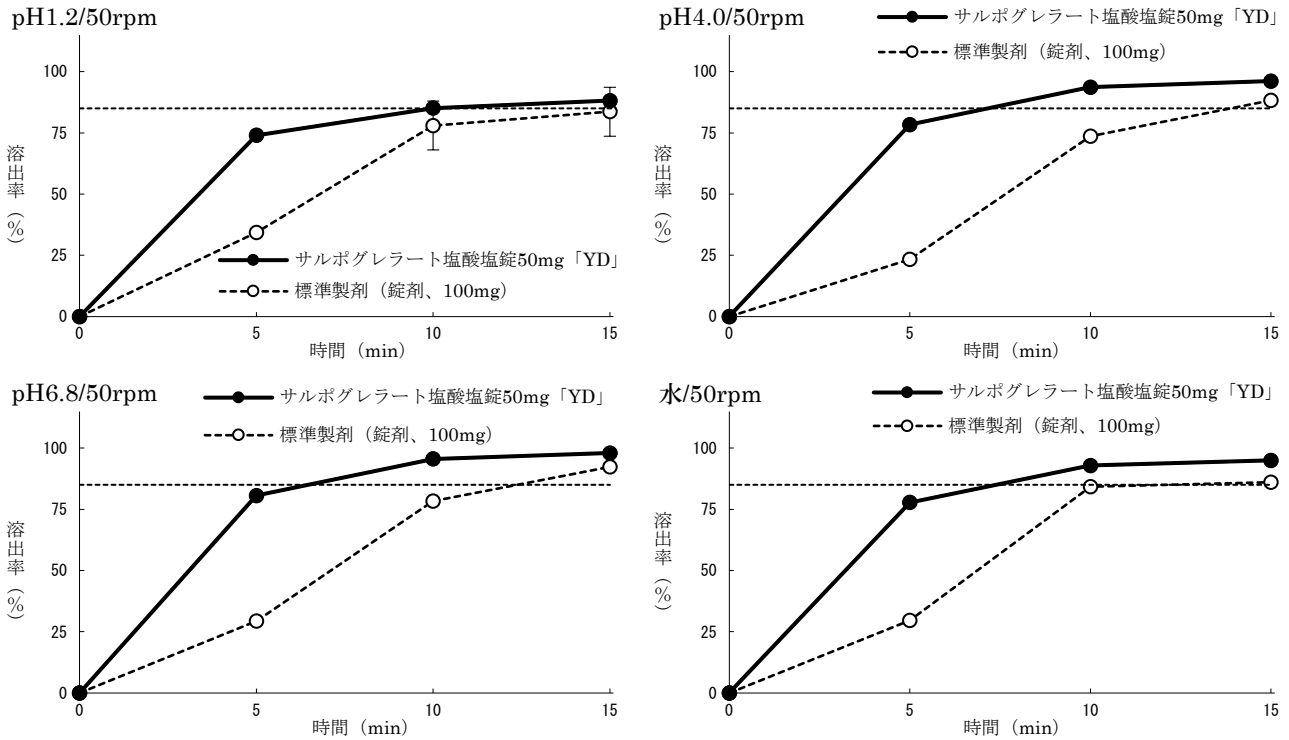 pH1.2/50rpm
100
75
50
25
0
溶出率(%)
サルポグレラート塩酸塩錠50mg「YD」
標準製剤（錠剤、100mg）
0 5 10 15
時間（min）
pH4.0/50rpm
サルポグレラート塩酸塩錠50mg「YD」
標準製剤（錠剤、100mg）
100
75
50
25
0
溶出率(%)
0 5 10 15
時間（min）
pH6.8/50rpm
サルポグレラート塩酸塩錠50mg「YD」
標準製剤（錠剤、100mg）
100
75
50
25
0
溶出率(%)
0 5 10 15
時間（min）
水/50rpm
サルポグレラート塩酸塩錠50mg「YD」
標準製剤（錠剤、100mg）
100
75
50
25
0
溶出率(%)
0 5 10 15
時間（min）